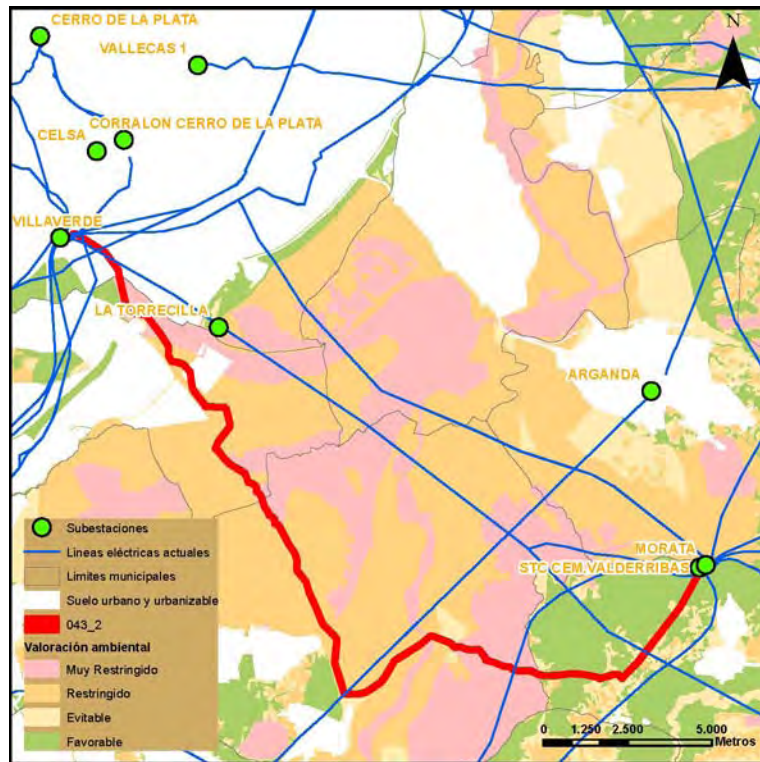 CERRO DE LA PLATA
VALLECAS 1
N
CORRALON CERRO DE LA PLATA
CELSA
VILLAVERDE
LA TORRECILLA
ARGANDA
MORATA
STC CEM.VALDERRIBAS
Subestaciones
Lineas eléctricas actuales
Limites municipales
Suelo urbano y urbanizable
043_2
Valoración ambiental
Muy Restringido
Restringido
Evitable
Favorable
0 1.250 2.500 5.000
Metros